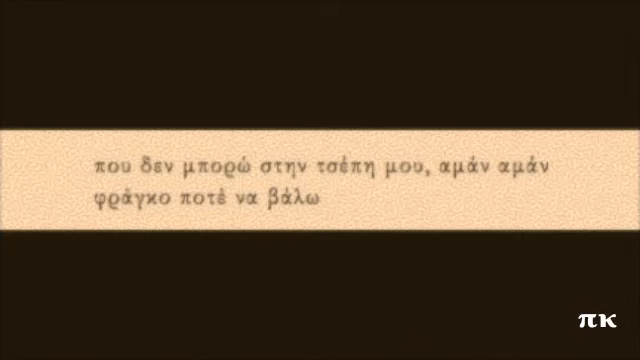 που δεν μπορώ στην τσέπη μου, αμάν αμάν
φράγκο ποτέ να βάλω
πκ